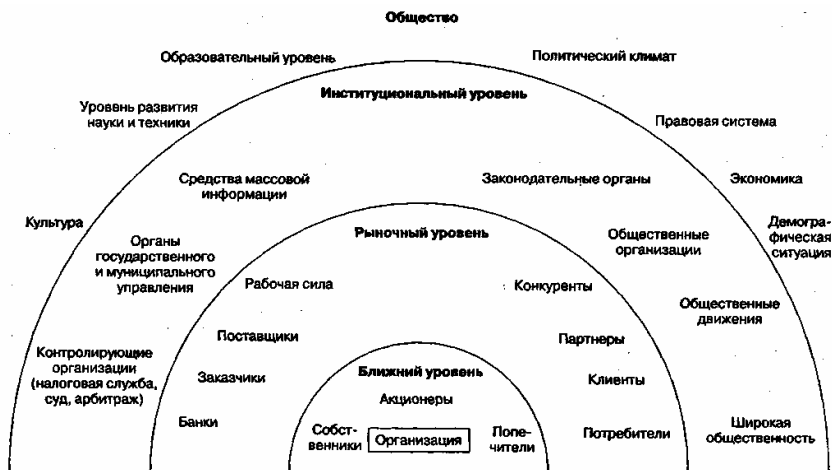 Общество
Образовательный уровень
Политический климат
Институциональный уровень
Уровень развития
науки и техники
Правовая система
Средства массовой
информации
Законодательные органы
Экономика
Культура
Рыночный уровень
Общественные
организации
Демогра-
фическая
ситуация
Органы
государственного
и муниципального
управления
Рабочая сила
Конкуренты
Общественные
движения
Поставщики
Партнеры
Контролирующие
организации
(налоговая служба,
суд, арбитраж)
Ближний уровень
Заказчики
Клиенты
Акционеры
Банки
Собст-
венники
Организация
Попе-
чители
Потребители
Широкая
общественность